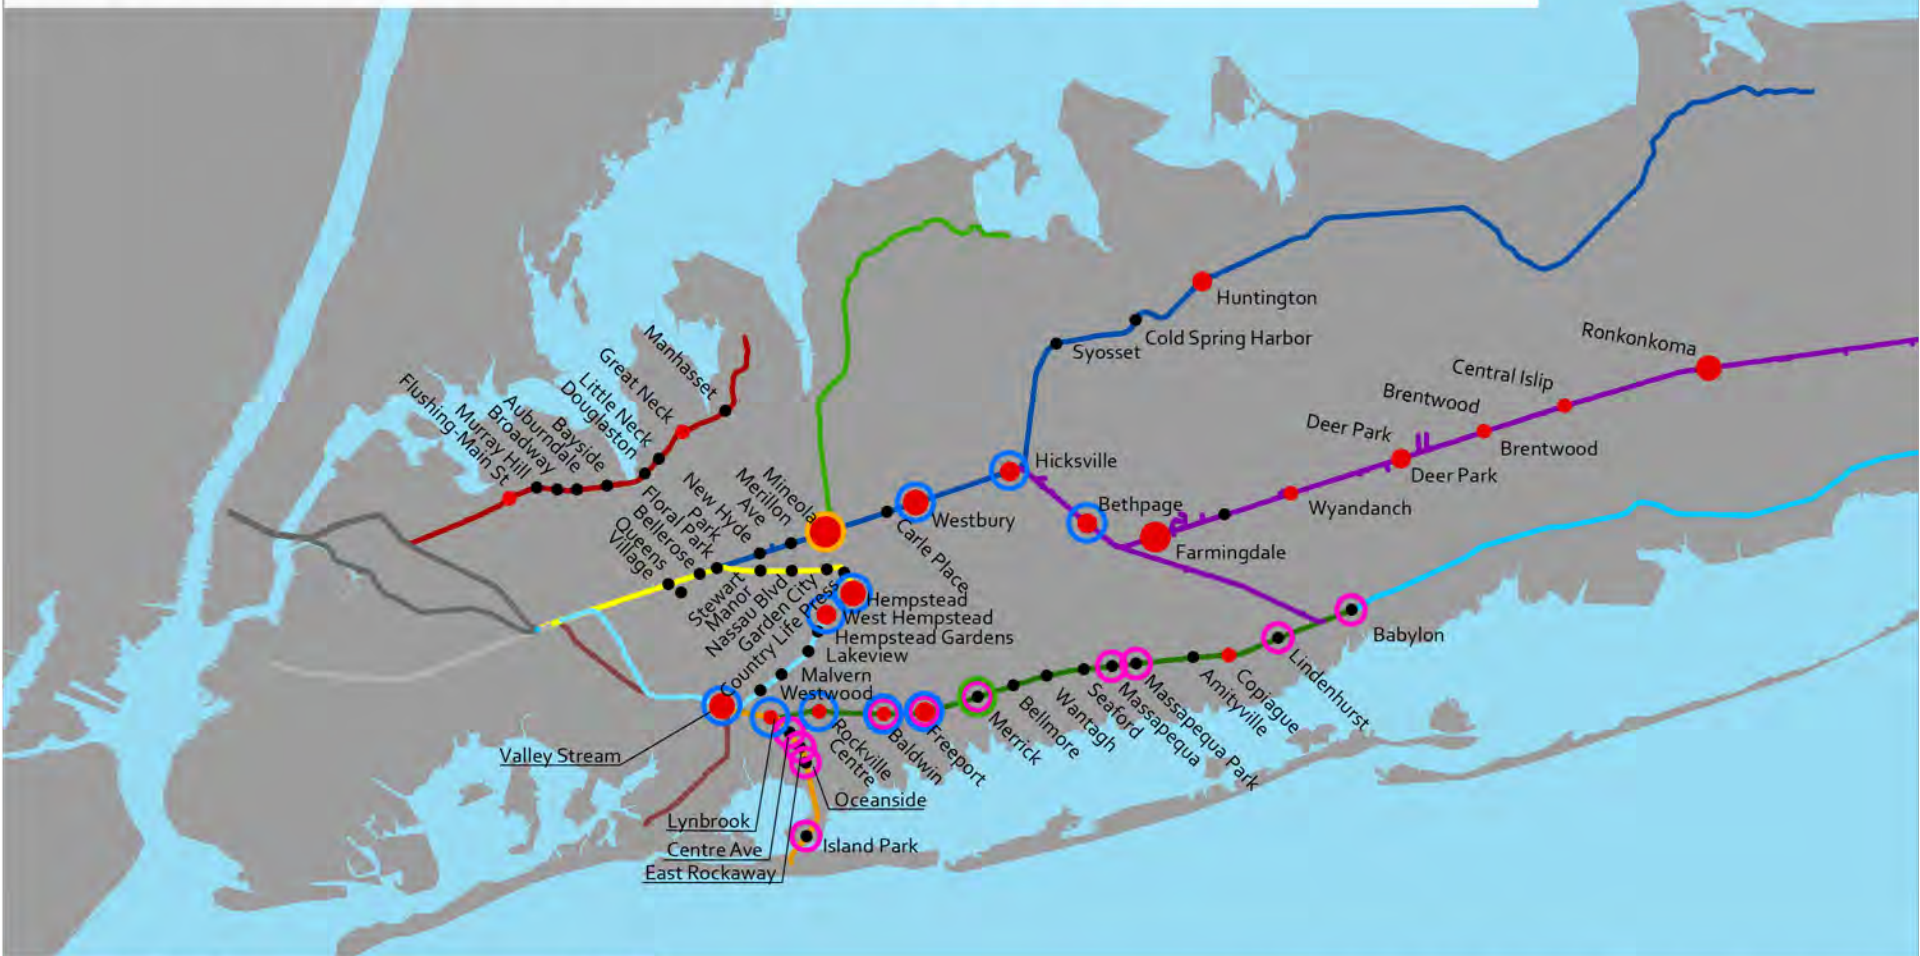 Huntington
Cold Spring Harbor
Syosset
Ronkonkoma
Central Islip
Brentwood
Brentwood
Deer Park
Deer Park
Wyandanch
Manhasset
Great Neck
Little Neck
Douglaston
Bayside
Auburndale
Broadway
Murray Hill
Flushing-Main St
Hicksville
Bethpage
Farmingdale
Westbury
Carle Place
Mineola
Merillon
Ave
New Hyde
Park
Floral Park
Bellerose
Queens
Village
Stewart
Manor
Nassau Blvd
Garden City
Country Life Press
Hempstead
West Hempstead
Hempstead Gardens
Lakeview
Malvern
Westwood
Valley Stream
Lynbrook
Centre Ave
East Rockaway
Oceanside
Island Park
Rockville
Centre
Baldwin
Freeport
Merrick
Bellmore
Wantagh
Seaford
Massapequa
Massapequa Park
Amityville
Copiague
Lindenhurst
Babylon